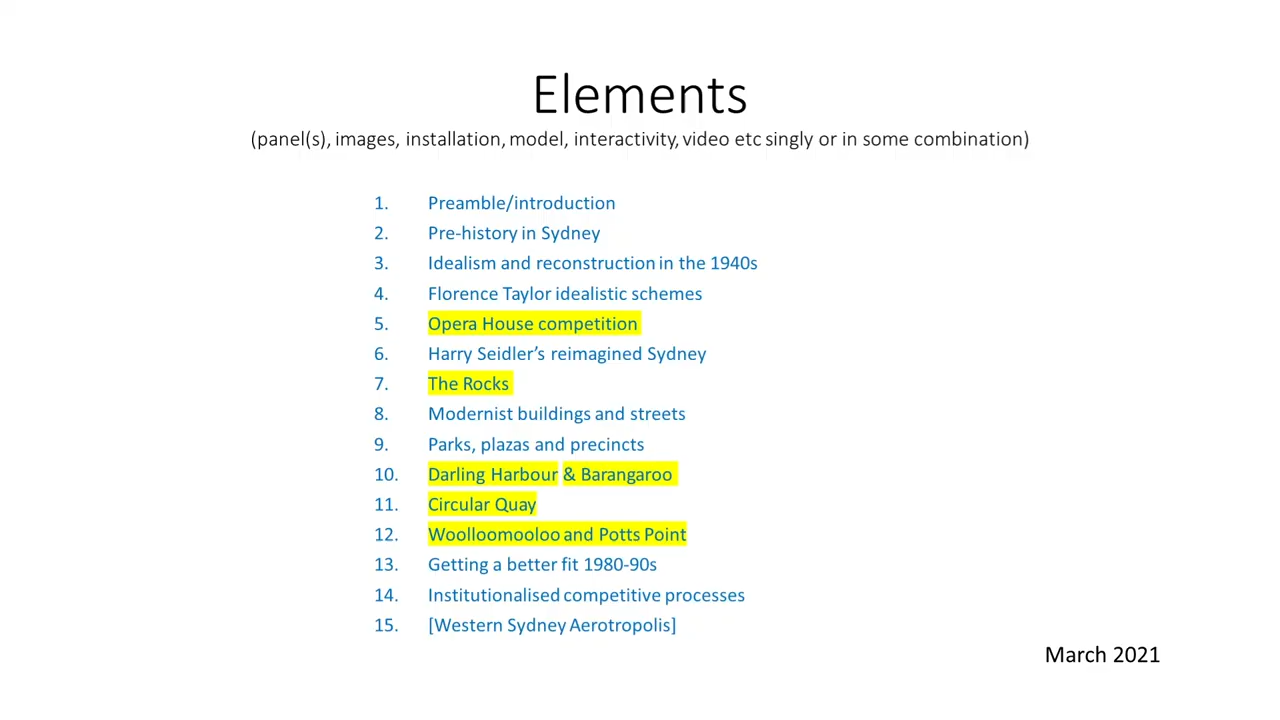 Elements
(panel(s), images, installation, model, interactivity, video etc singly or in some combination)
1. Preamble/introduction
2. Pre-history in Sydney
3. Idealism and reconstruction in the 1940s
4. Florence Taylor idealistic schemes
5. Opera House competition
6. Harry Seidler’s reimagined Sydney
7. The Rocks
8. Modernist buildings and streets
9. Parks, plazas and precincts
10. Darling Harbour & Barangaroo
11. Circular Quay
12. Woolloomooloo and Potts Point
13. Getting a better fit 1980-90s
14. Institutionalised competitive processes
15. [Western Sydney Aerotropolis]
March 2021